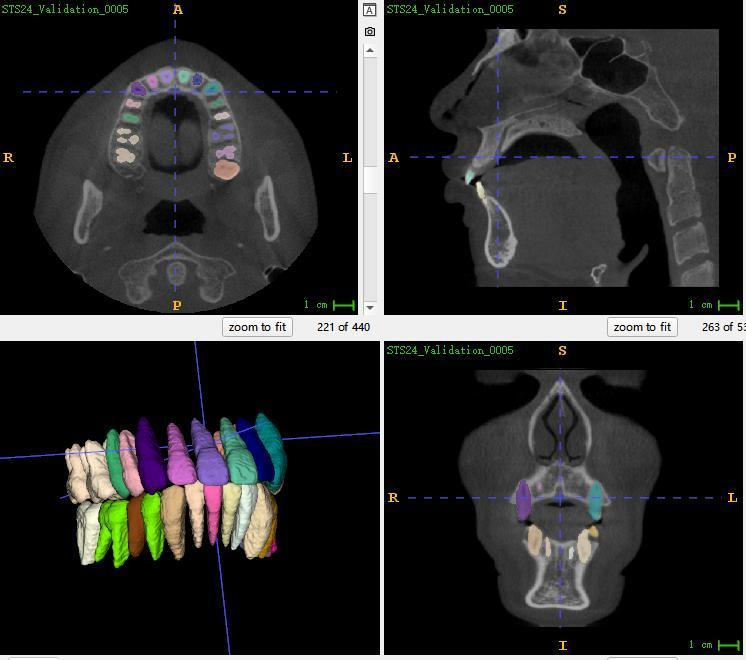 STS24_Validation_0005
A
R
L
P
1 cm
zoom to fit
221 of 440
A
STS24_Validation_0005
S
A
P
I
1 cm
zoom to fit
263 of
STS24_Validation_0005
S
R
L
I
1 cm